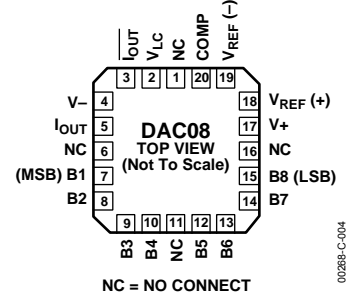 I̅O̅U̅T̅
VLC
NC
COMP
VREF (–)
3 2 1 20 19
V– 4
IOUT 5
NC 6
(MSB) B1 7
B2 8
DAC08
TOP VIEW
(Not To Scale)
18 VREF (+)
17 V+
16 NC
15 B8 (LSB)
14 B7
9 10 11 12 13
B3
B4
NC
B5
B6
NC = NO CONNECT
00268-C-004